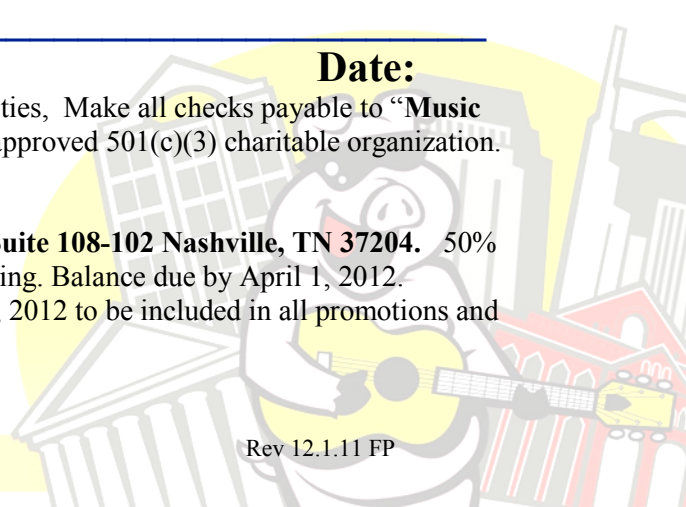 Date:
ties, Make all checks payable to “Music
approved 501(c)(3) charitable organization.
Suite 108-102 Nashville, TN 37204. 50%
ing. Balance due by April 1, 2012.
, 2012 to be included in all promotions and
Rev 12.1.11 FP